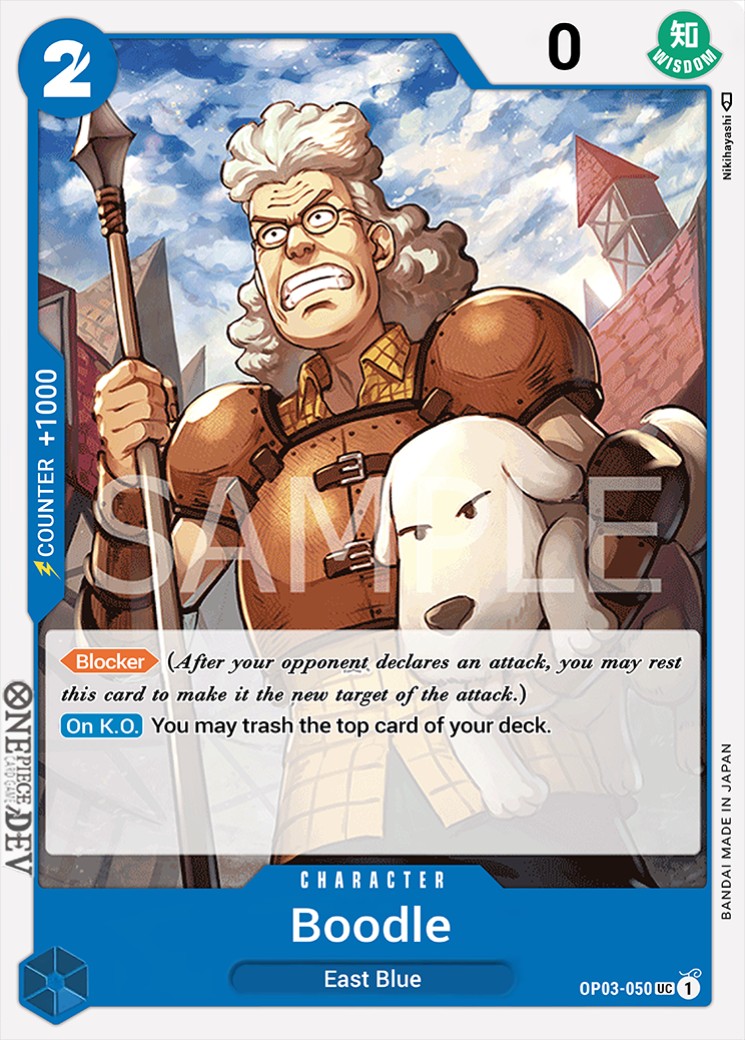 2
0
知
WISDOM
Nikihayashi
COUNTER +1000
SAMPLE
Blocker (After your opponent declares an attack, you may rest
this card to make it the new target of the attack.)
On K.O. You may trash the top card of your deck.
ONE PIECE
CARD GAME
DEV
BANDAI MADE IN JAPAN
CHARACTER
Boodle
East Blue
OP03-050 UC 1